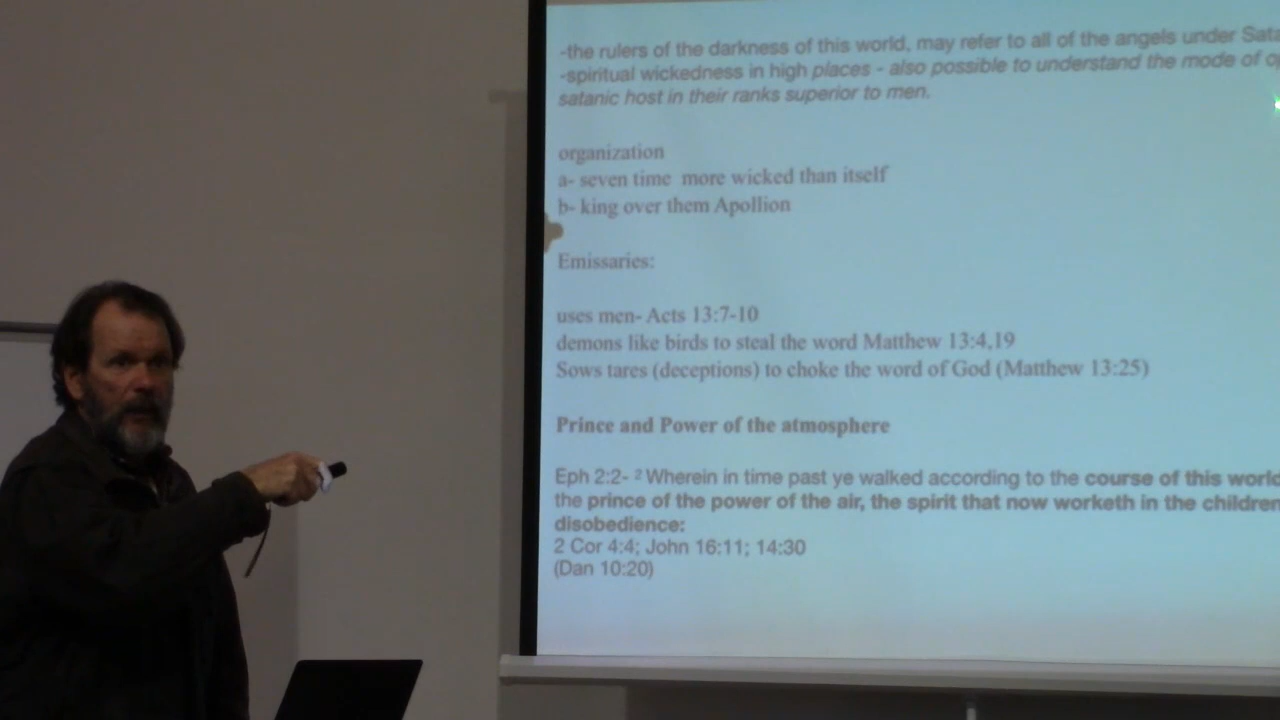 -the rulers of the darkness of this world, may refer to all of the angels under
-spiritual wickedness in high places - also possible to understand the mode of
satanic host in their ranks superior to men.
organization
a- seven time more wicked than itself
b- king over them Apollion
Emissaries:
uses men- Acts 13:7-10
demons like birds to steal the word Matthew 13:4,19
Sows tares (deceptions) to choke the word of God (Matthew 13:25)
Prince and Power of the atmosphere
Eph 2:2- 2 Wherein in time past ye walked according to the course of this world
the prince of the power of the air, the spirit that now worketh in the children
disobedience:
2 Cor 4:4; John 16:11; 14:30
(Dan 10:20)